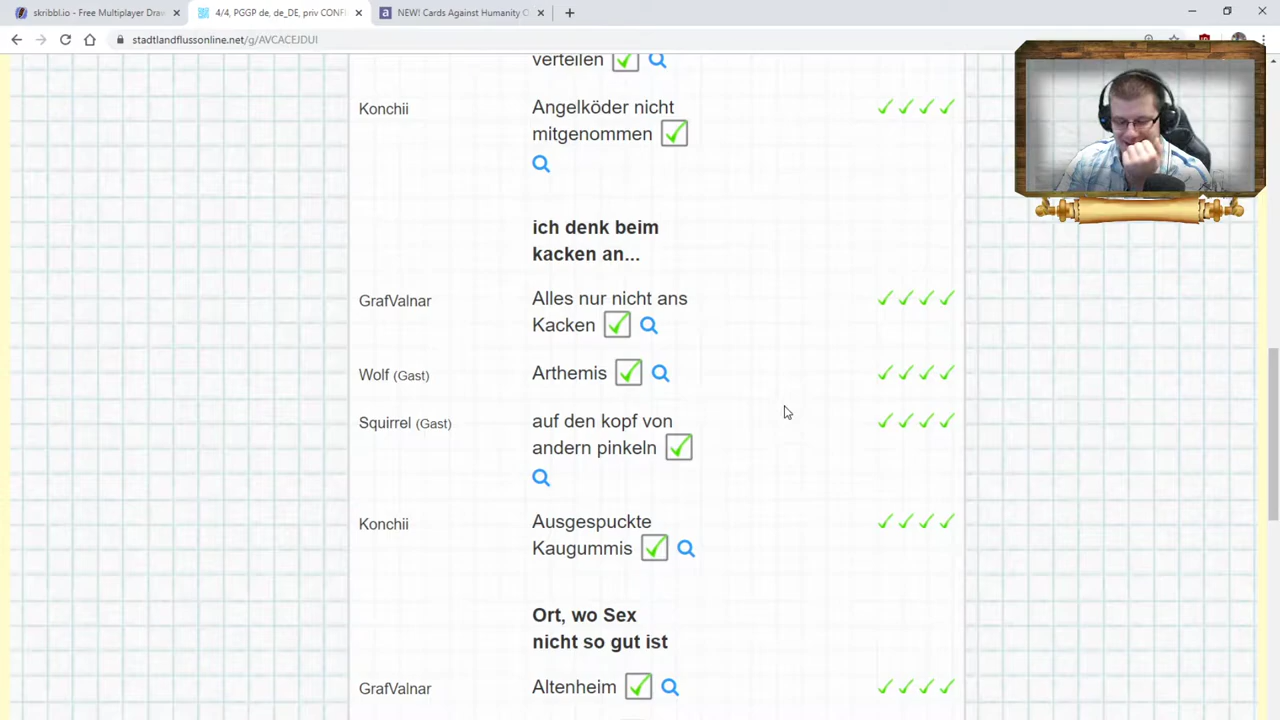 skribbl.io - Free Multiplayer Draw
4/4, PGGP de, de_DE, priv CONFI
NEW! Cards Against Humanity O
stadtlandflussonline.net/g/AVCACEJDUI
verteilen
Konchii
Angelköder nicht
mitgenommen
ich denk beim
kacken an...
GrafValnar
Alles nur nicht ans
Kacken
Wolf (Gast)
Arthemis
Squirrel (Gast)
auf den kopf von
andern pinkeln
Konchii
Ausgespuckte
Kaugummis
Ort, wo Sex
nicht so gut ist
GrafValnar
Altenheim